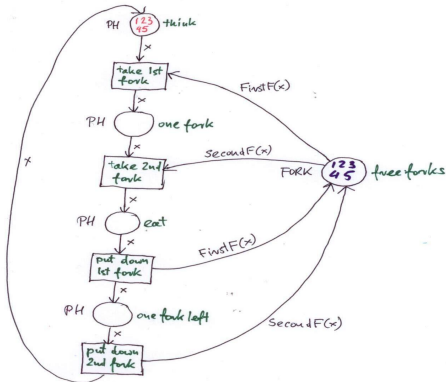 PH 123 think
45
x
take 1st
fork
FirstF(x)
x
PH one fork
x
SecondF(x)
take 2nd
fork
FORK 123 free forks
45
x
x
PH eat
x
FirstF(x)
put down
1st fork
x
PH one fork left
x
SecondF(x)
put down
2nd fork